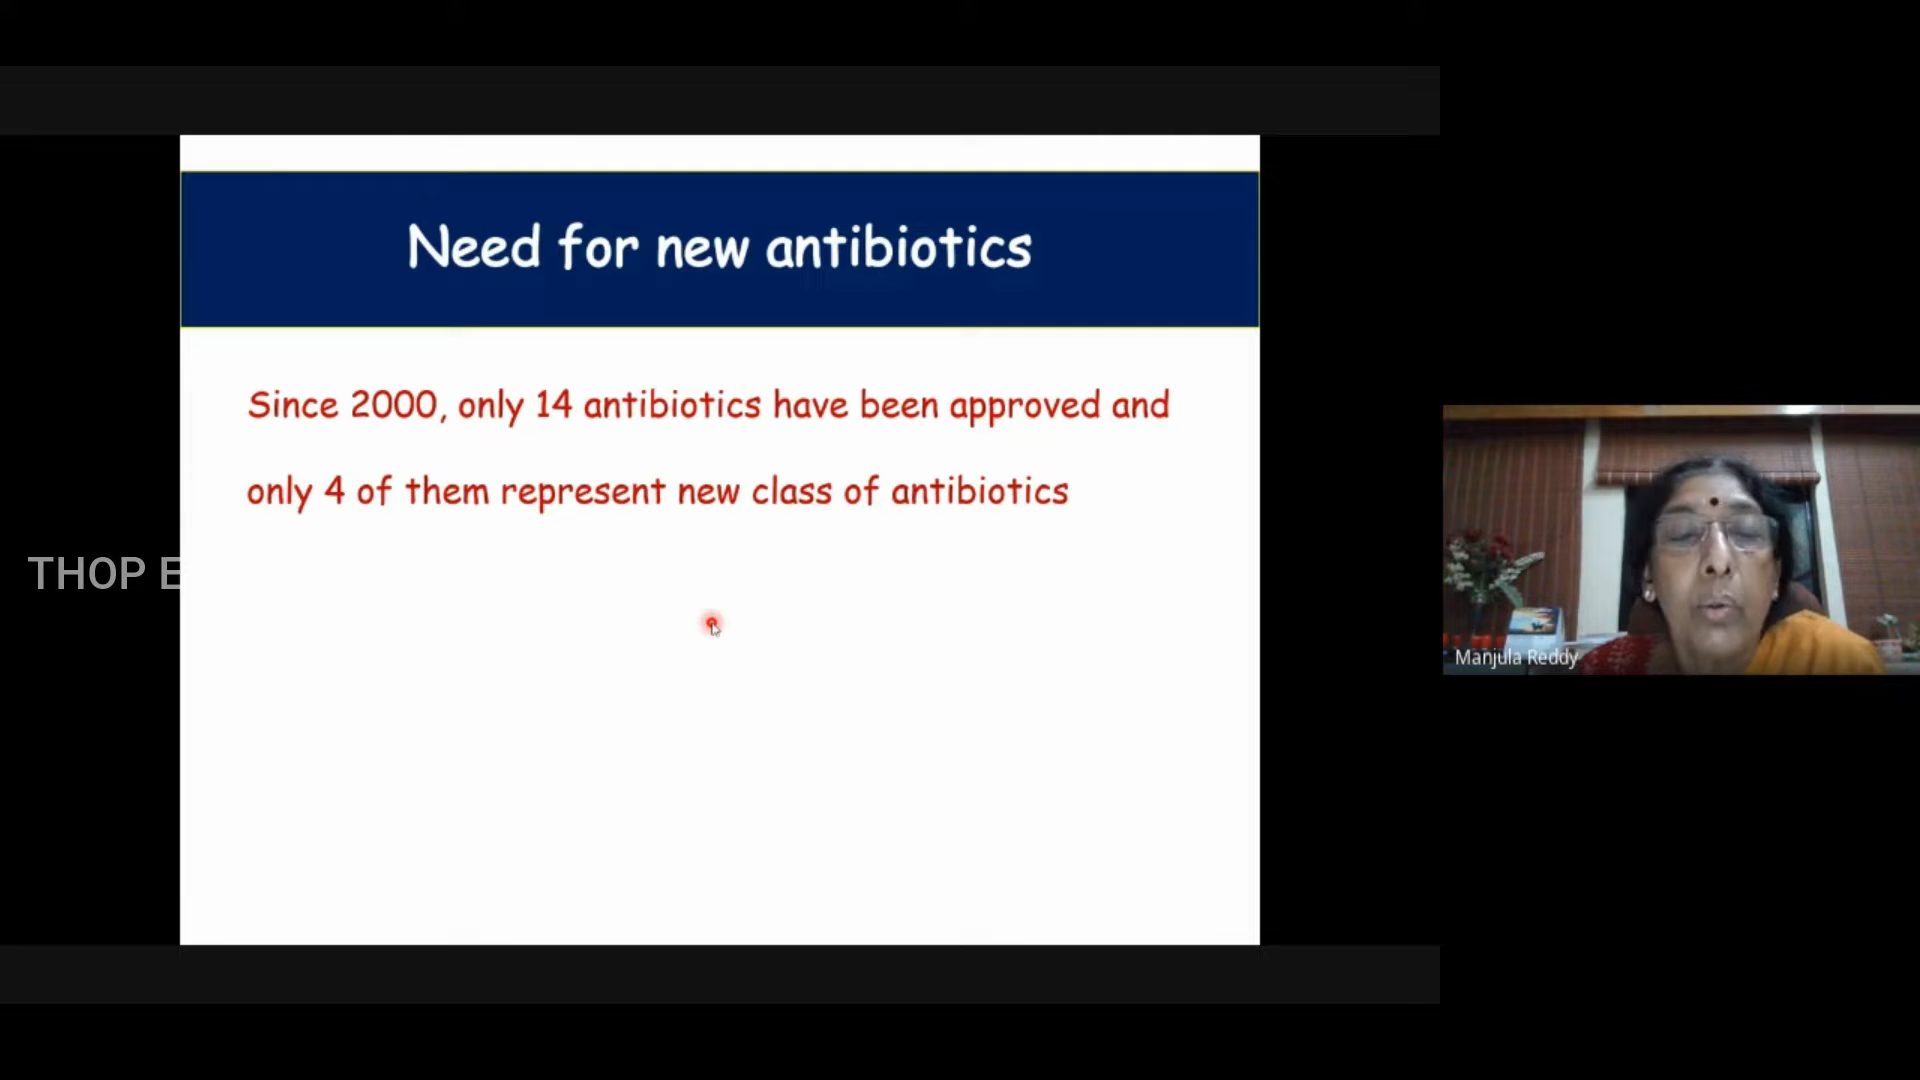 Need for new antibiotics
Since 2000, only 14 antibiotics have been approved and
only 4 of them represent new class of antibiotics
THOP E
Manjula Reddy